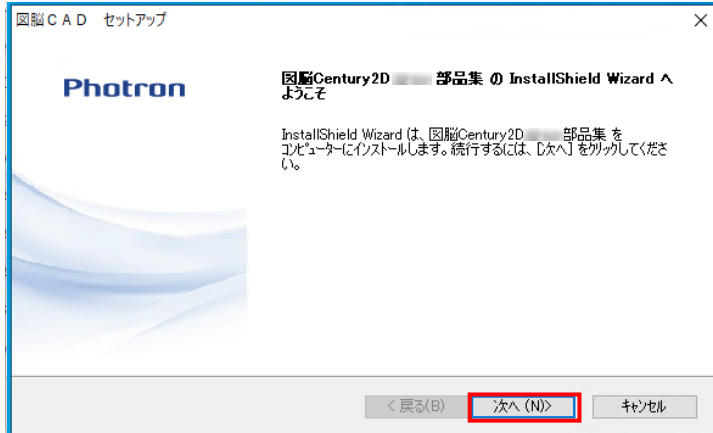 図脳ＣＡＤ　セットアップ
Photron
図脳Century2D 部品集 の InstallShield Wizard へ
ようこそ
InstallShield Wizard は、図脳Century2D 部品集 を
コンピューターにインストールします。続行するには、[次へ] をクリックしてくださ
い。
< 戻る(B)
次へ (N)>
キャンセル